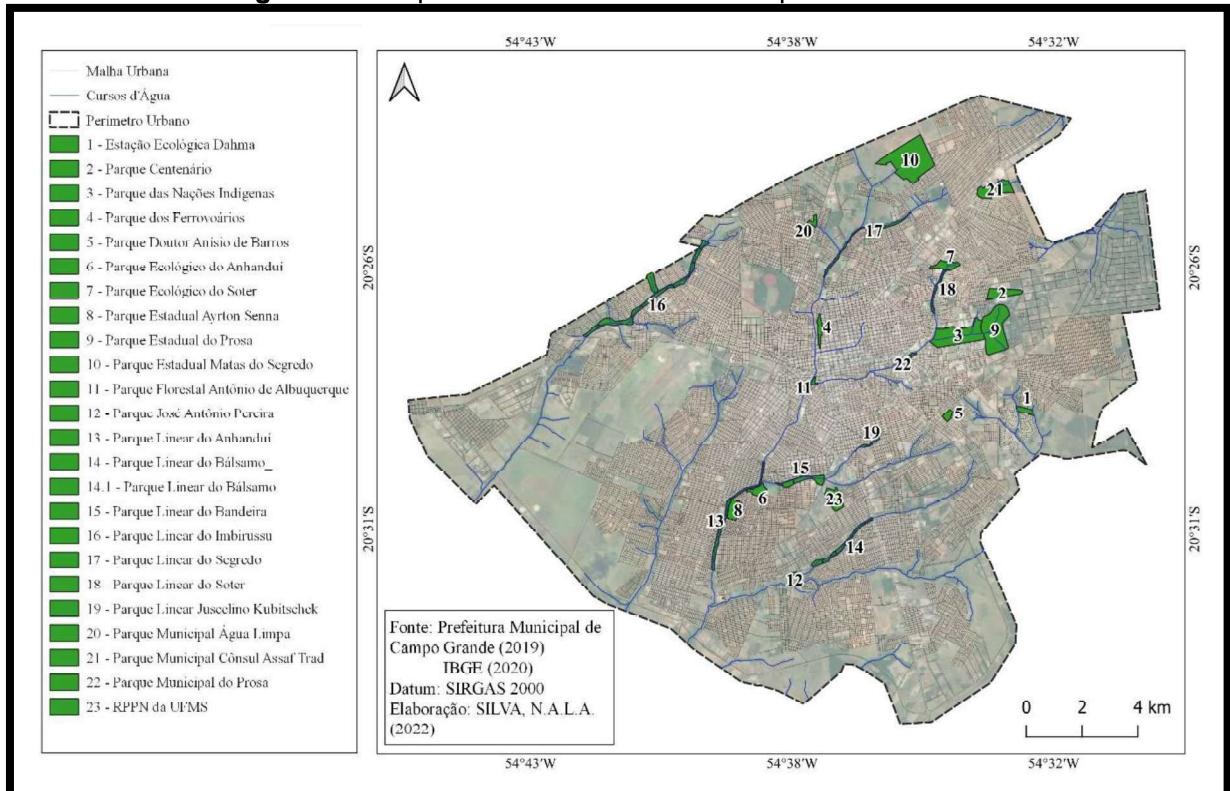 54°43'W
54°38'W
54°32'W
Malha Urbana
Cursos d'Água
Perímetro Urbano
1 - Estação Ecológica Dahma
2 - Parque Centenário
3 - Parque das Nações Indígenas
4 - Parque dos Ferrovoários
5 - Parque Doutor Anísio de Barros
6 - Parque Ecológico do Anhanduí
7 - Parque Ecológico do Soter
8 - Parque Estadual Ayrton Senna
9 - Parque Estadual do Prosa
10 - Parque Estadual Matas do Segredo
11 - Parque Florestal Antônio de Albuquerque
12 - Parque José Antônio Pereira
13 - Parque Linear do Anhanduí
14 - Parque Linear do Bálsamo_
14.1 - Parque Linear do Bálsamo
15 - Parque Linear do Bandeira
16 - Parque Linear do Imbirussu
17 - Parque Linear do Segredo
18 - Parque Linear do Soter
19 - Parque Linear Juscelino Kubitschek
20 - Parque Municipal Água Limpa
21 - Parque Municipal Cônsul Assaf Trad
22 - Parque Municipal do Prosa
23 - RPPN da UFMS
10
21
20
17
7
18
2
16
4
3
9
22
11
1
5
19
15
6
23
8
13
14
12
20°26'S
20°26'S
20°31'S
20°31'S
Fonte: Prefeitura Municipal de
Campo Grande (2019)
IBGE (2020)
Datum: SIRGAS 2000
Elaboração: SILVA, N.A.L.A.
(2022)
0 2 4 km
54°43'W
54°38'W
54°32'W